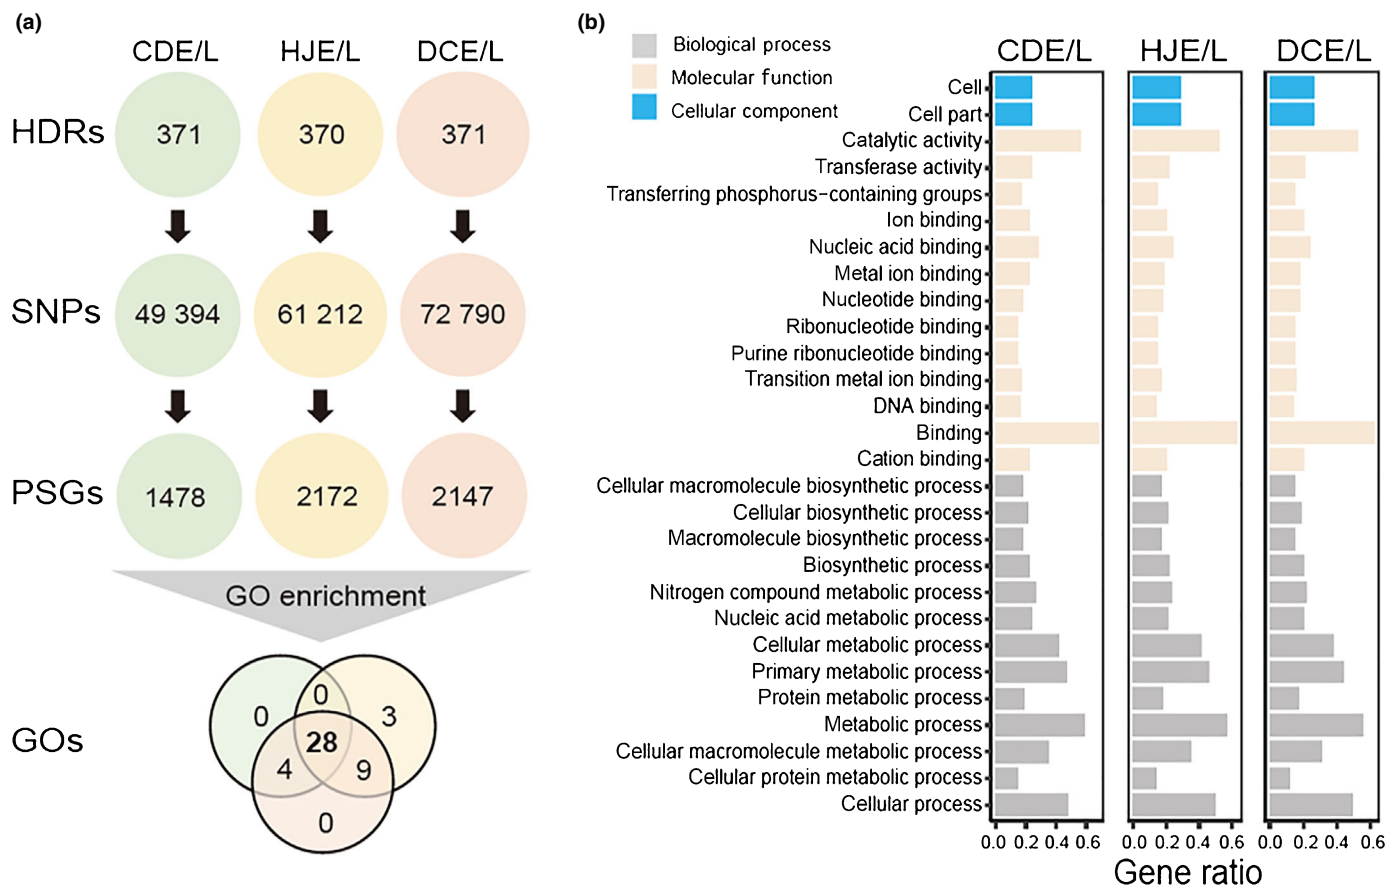 (a)
CDE/L HJE/L DCE/L
HDRs 371 370 371
SNPs 49 394 61 212 72 790
PSGs 1478 2172 2147
GO enrichment
GOs
0 0 3
28
4 9
0
(b)
Biological process
Molecular function
Cellular component
CDE/L HJE/L DCE/L
Cell
Cell part
Catalytic activity
Transferase activity
Transferring phosphorus-containing groups
Ion binding
Nucleic acid binding
Metal ion binding
Nucleotide binding
Ribonucleotide binding
Purine ribonucleotide binding
Transition metal ion binding
DNA binding
Binding
Cation binding
Cellular macromolecule biosynthetic process
Cellular biosynthetic process
Macromolecule biosynthetic process
Biosynthetic process
Nitrogen compound metabolic process
Nucleic acid metabolic process
Cellular metabolic process
Primary metabolic process
Protein metabolic process
Metabolic process
Cellular macromolecule metabolic process
Cellular protein metabolic process
Cellular process
0.0 0.2 0.4 0.6 0.0 0.2 0.4 0.6 0.0 0.2 0.4 0.6
Gene ratio